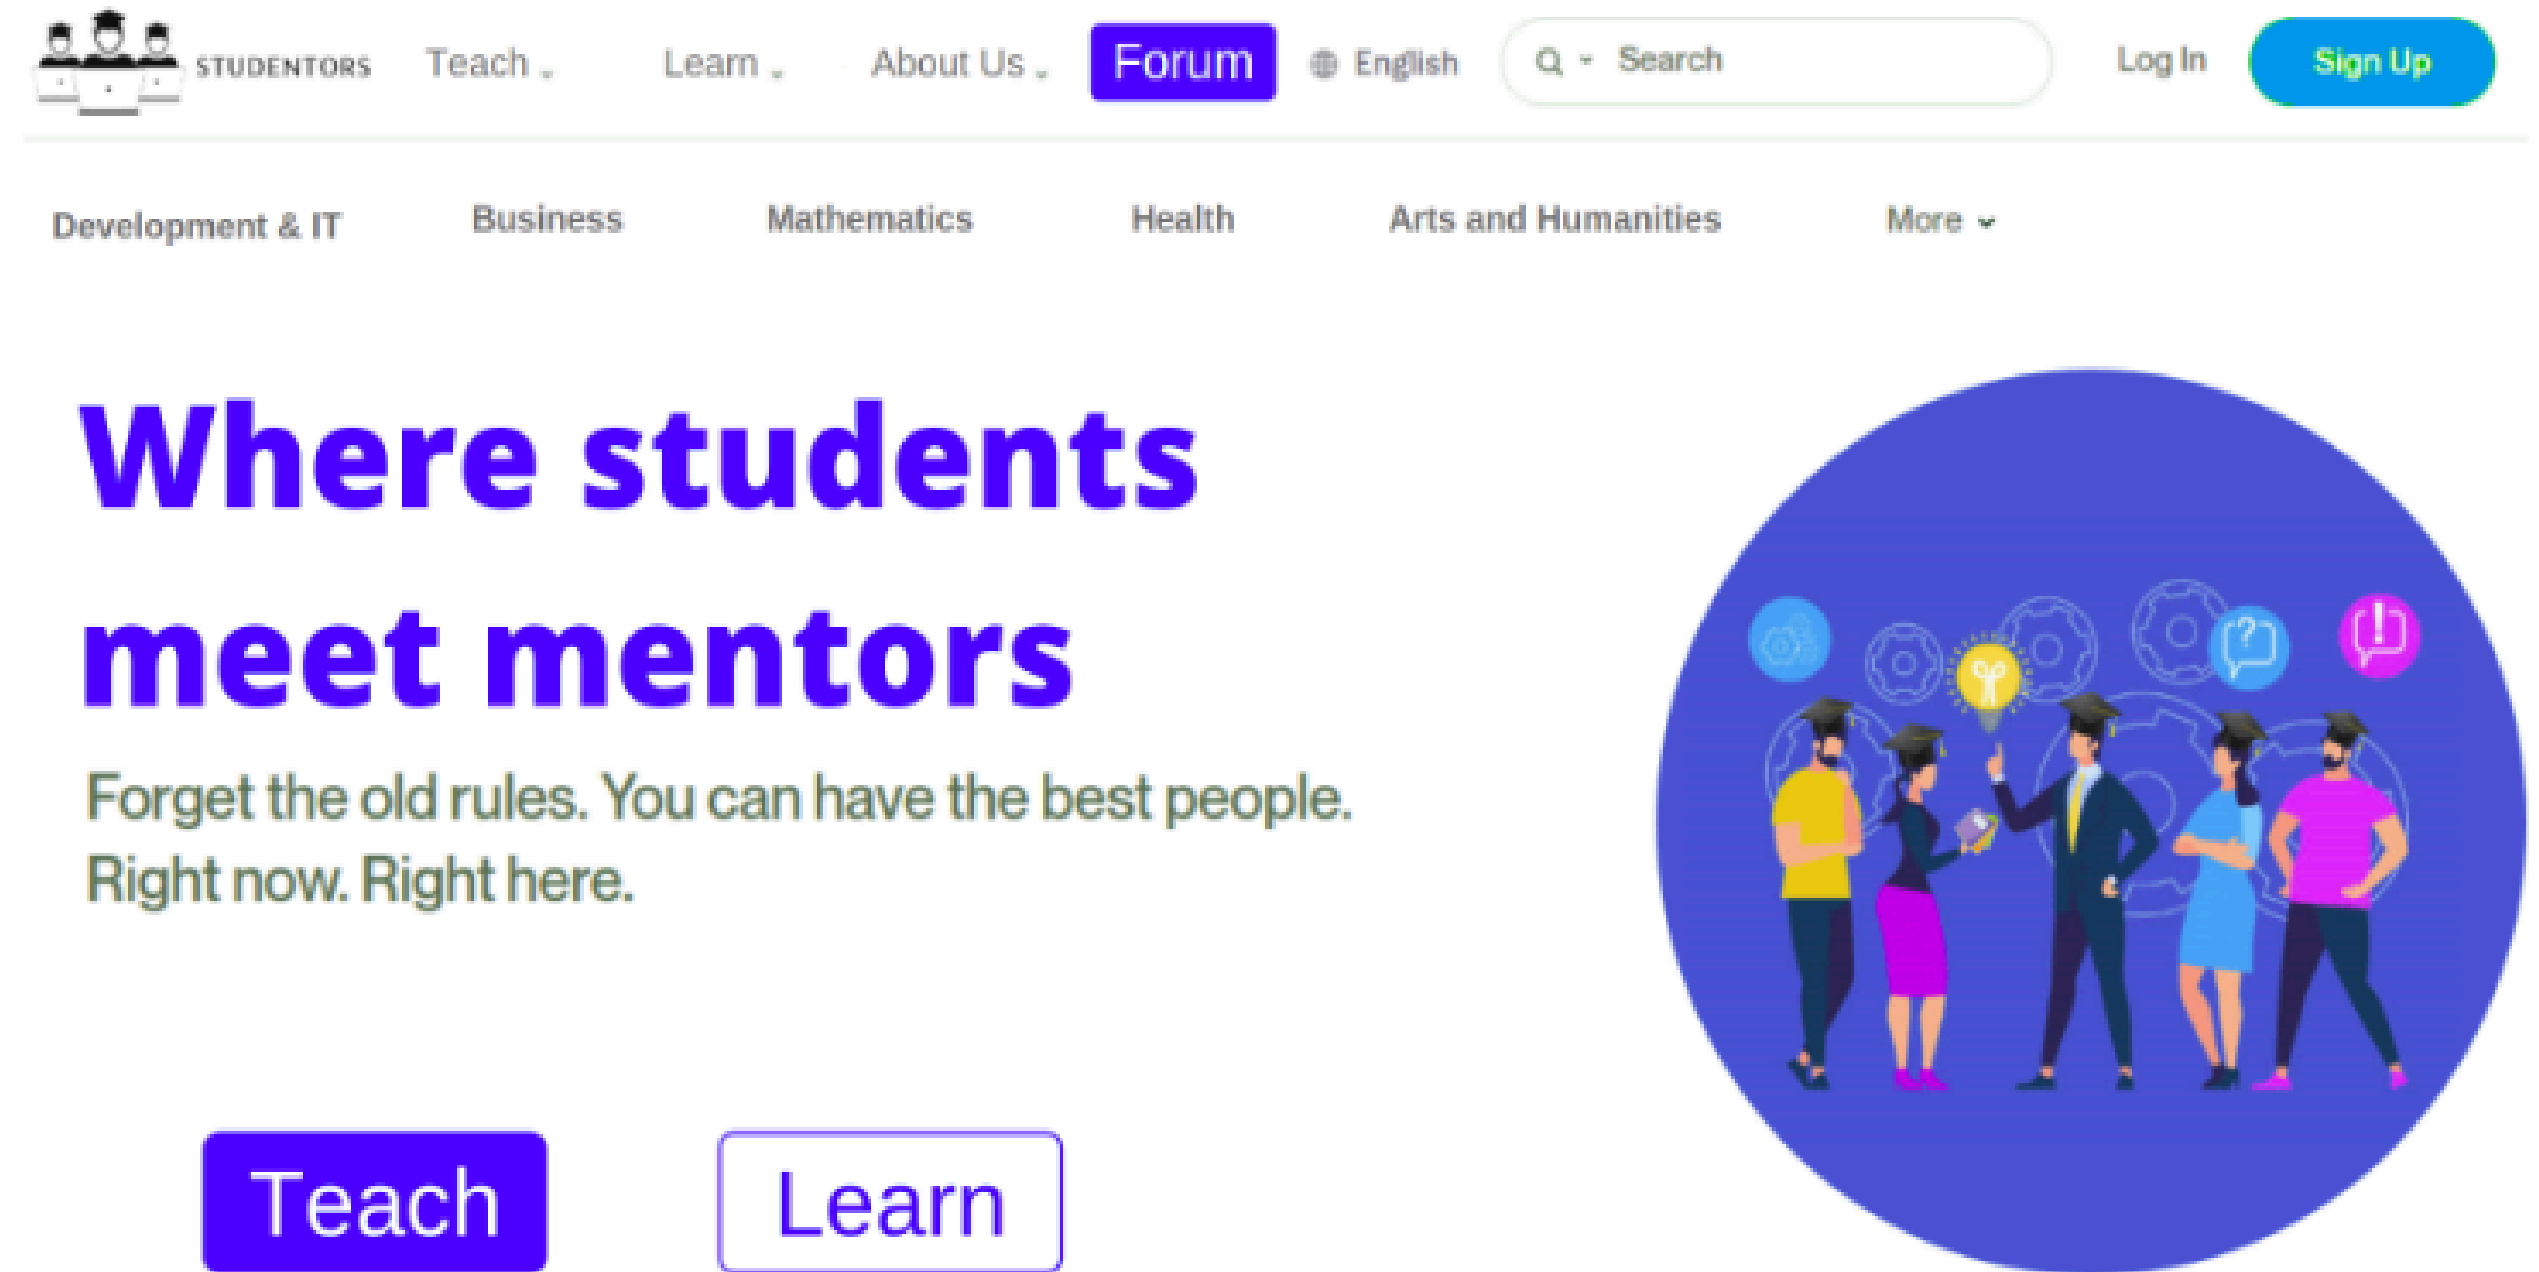 STUDENTORS Teach Learn About Us Forum English Search Log In Sign Up
Development & IT Business Mathematics Health Arts and Humanities More
Where students
meet mentors
Forget the old rules. You can have the best people.
Right now. Right here.
Teach Learn